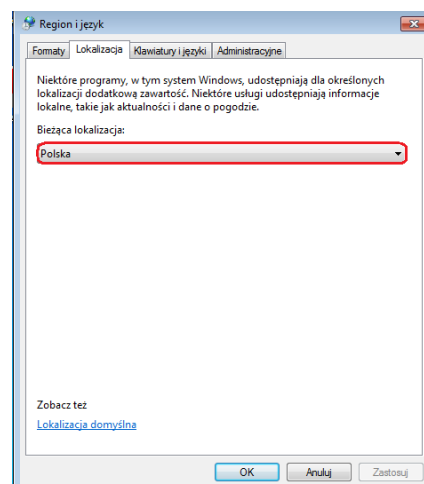 Region i język
Formaty Lokalizacja Klawiatury i języki Administracyjne
Niektóre programy, w tym system Windows, udostępniają dla określonych
lokalizacji dodatkową zawartość. Niektóre usługi udostępniają informacje
lokalne, takie jak aktualności i dane o pogodzie.
Bieżąca lokalizacja:
Polska
Zobacz też
Lokalizacja domyślna
OK Anuluj Zastosuj